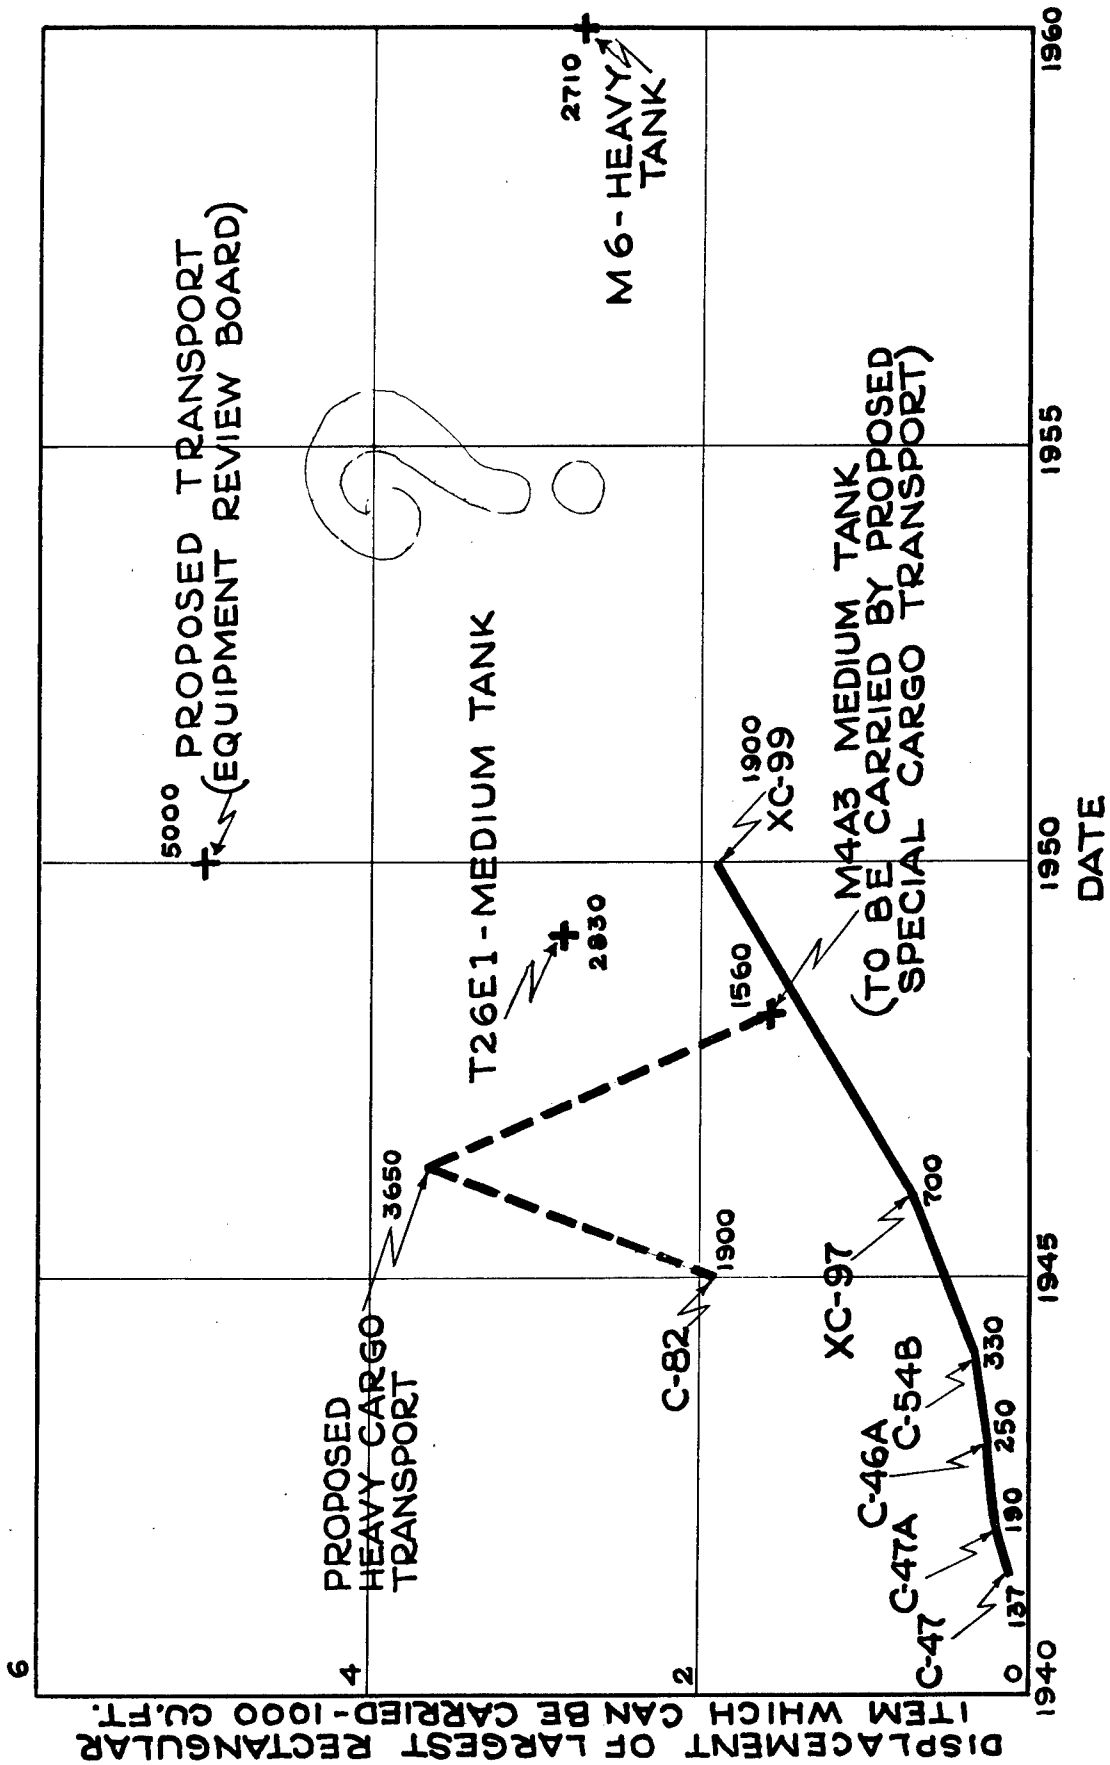 DISPLACEMENT OF LARGEST RECTANGULAR
ITEM WHICH CAN BE CARRIED-1000 CU.FT.
6
4
2
0
PROPOSED TRANSPORT
(EQUIPMENT REVIEW BOARD)
5000
PROPOSED
HEAVY CARGO
TRANSPORT
3650
T26E1-MEDIUM TANK
2830
2710
M6-HEAVY
TANK
C-82
1900
1560
1900
XC-99
M4A3 MEDIUM TANK
(TO BE CARRIED BY PROPOSED
SPECIAL CARGO TRANSPORT)
XC-97
700
C-54B
330
C-46A
250
C-47A
190
C-47
137
?
1940
1945
1950
1955
1960
DATE